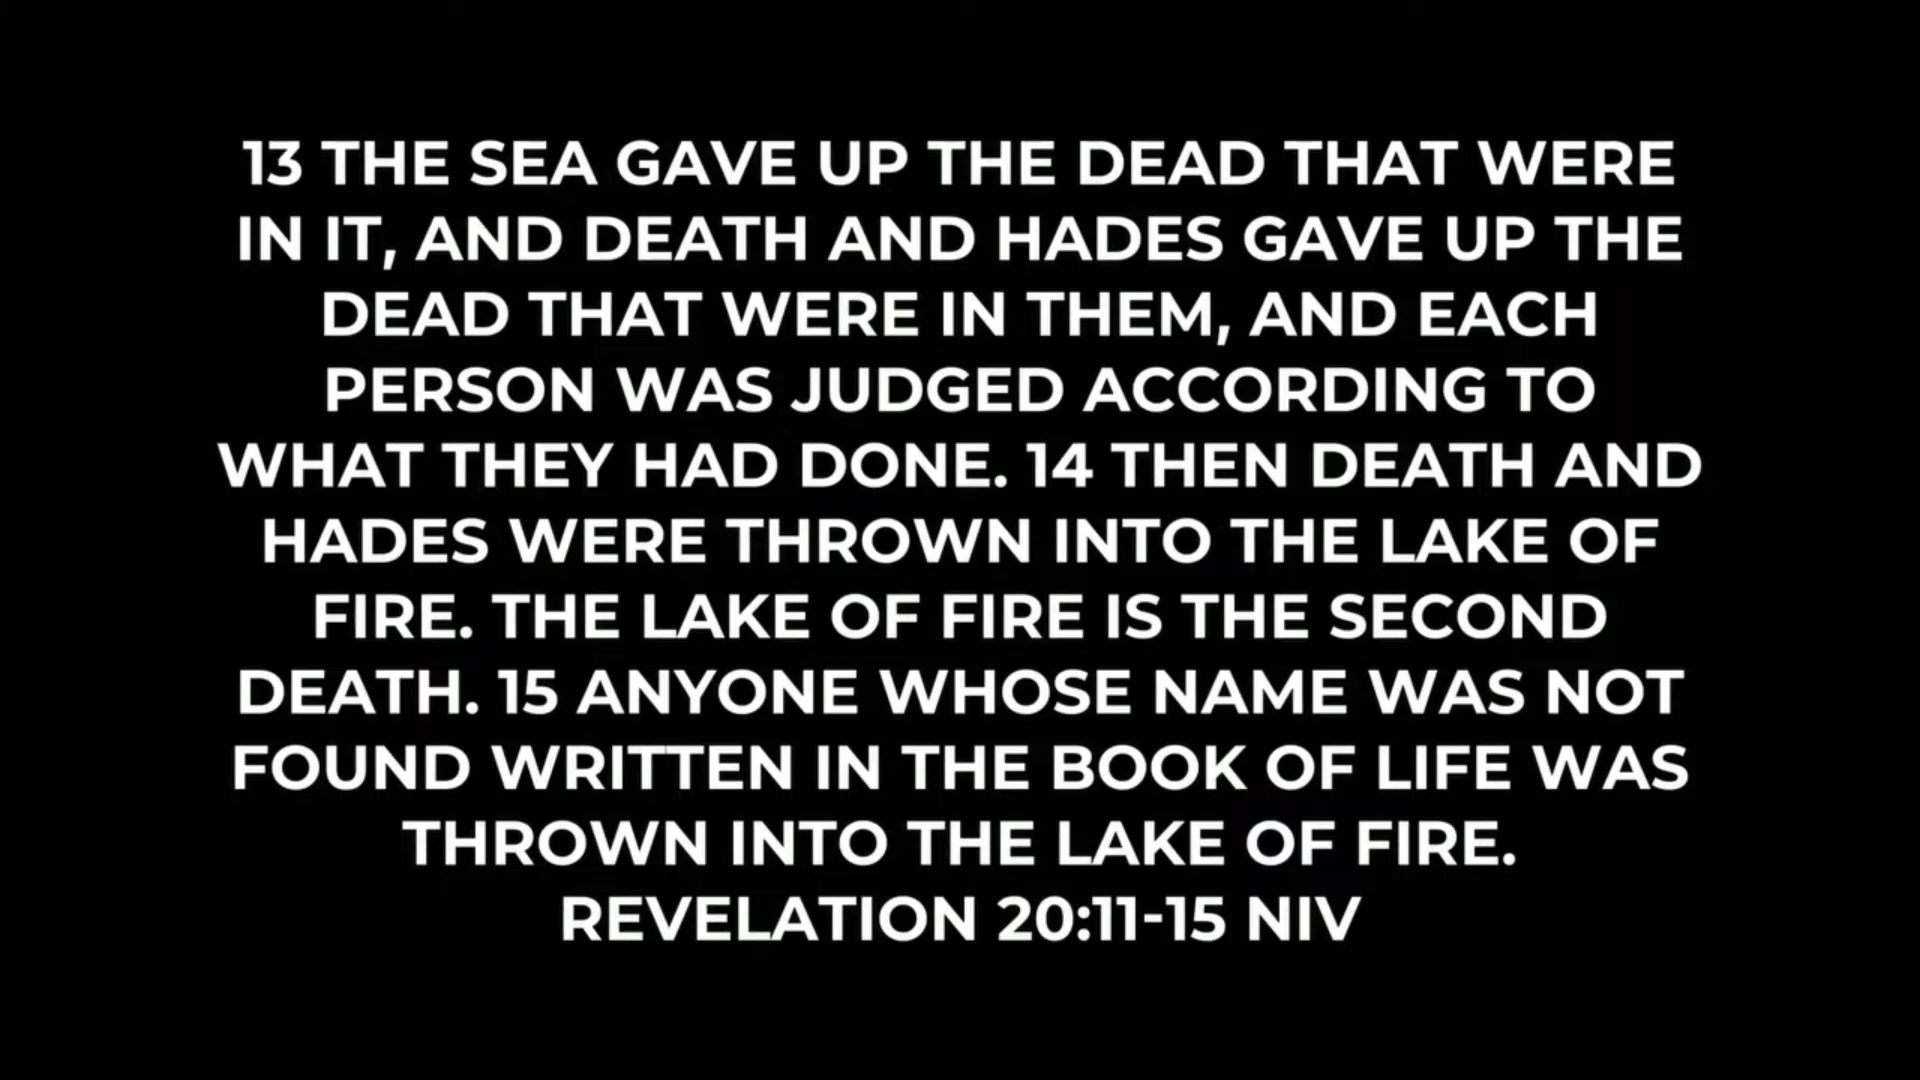 13 THE SEA GAVE UP THE DEAD THAT WERE
IN IT, AND DEATH AND HADES GAVE UP THE
DEAD THAT WERE IN THEM, AND EACH
PERSON WAS JUDGED ACCORDING TO
WHAT THEY HAD DONE. 14 THEN DEATH AND
HADES WERE THROWN INTO THE LAKE OF
FIRE. THE LAKE OF FIRE IS THE SECOND
DEATH. 15 ANYONE WHOSE NAME WAS NOT
FOUND WRITTEN IN THE BOOK OF LIFE WAS
THROWN INTO THE LAKE OF FIRE.
REVELATION 20:11-15 NIV